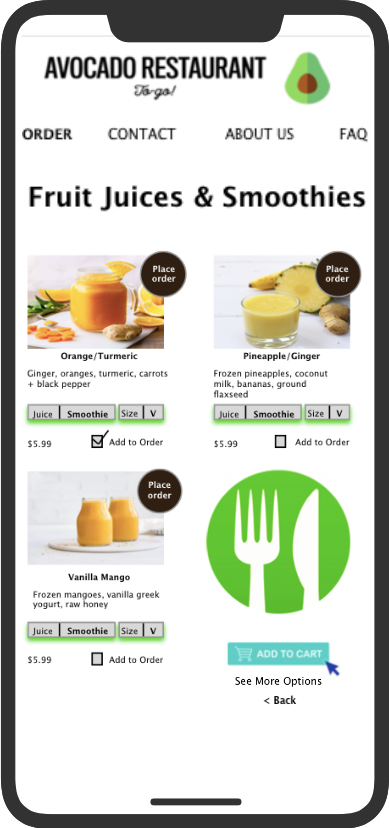 AVOCADO RESTAURANT
To-go!
ORDER CONTACT ABOUT US FAQ
Fruit Juices & Smoothies
Place
order
Orange/Turmeric
Ginger, oranges, turmeric, carrots
+ black pepper
Juice Smoothie Size V
$5.99 Add to Order
Place
order
Pineapple/Ginger
Frozen pineapples, coconut
milk, bananas, ground
flaxseed
Juice Smoothie Size V
$5.99 Add to Order
Place
order
Vanilla Mango
Frozen mangoes, vanilla greek
yogurt, raw honey
Juice Smoothie Size V
$5.99 Add to Order
ADD TO CART
See More Options
< Back